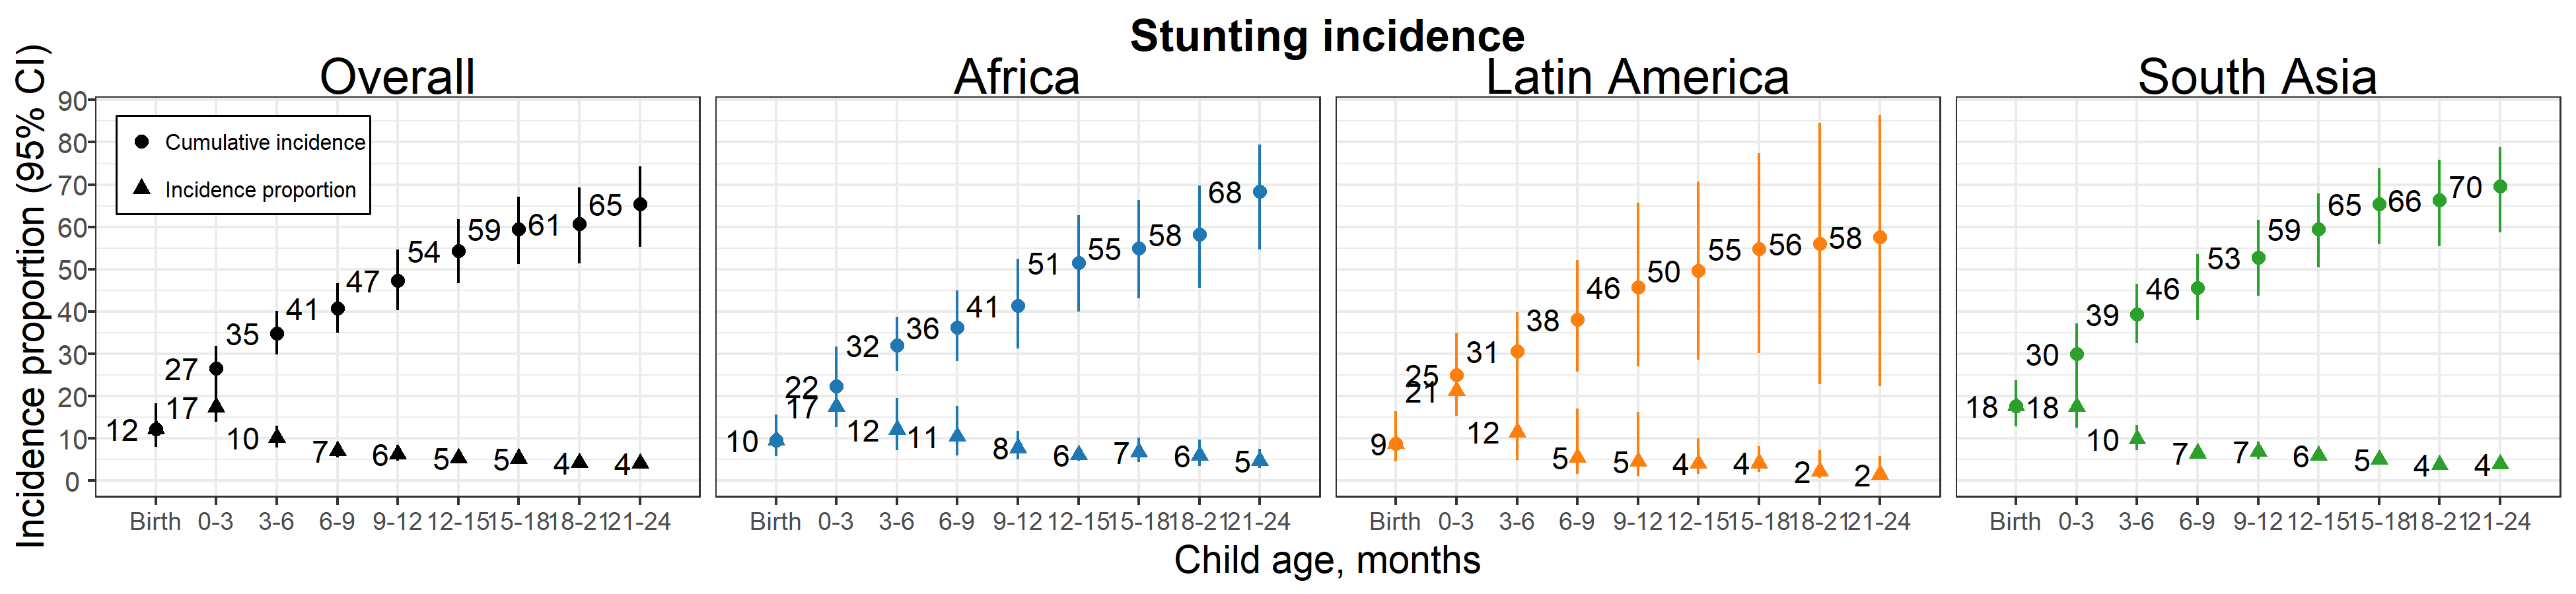 Stunting incidence
Overall
Africa
Latin America
South Asia
Incidence proportion (95% CI)
90
80
70
60
50
40
30
20
10
0
Cumulative incidence
Incidence proportion
12 27 35 41 47 54 59 61 65
17 10 7 6 5 5 4 4
10 22 32 36 41 51 55 58 68
17 12 11 8 6 7 6 5
9 25 31 38 46 50 55 56 58
21 12 5 5 4 4 2 2
18 30 39 46 53 59 65 66 70
18 10 7 7 6 5 4 4
Birth 0-3 3-6 6-9 9-12 12-15 15-18 18-21 21-24
Birth 0-3 3-6 6-9 9-12 12-15 15-18 18-21 21-24
Birth 0-3 3-6 6-9 9-12 12-15 15-18 18-21 21-24
Birth 0-3 3-6 6-9 9-12 12-15 15-18 18-21 21-24
Child age, months